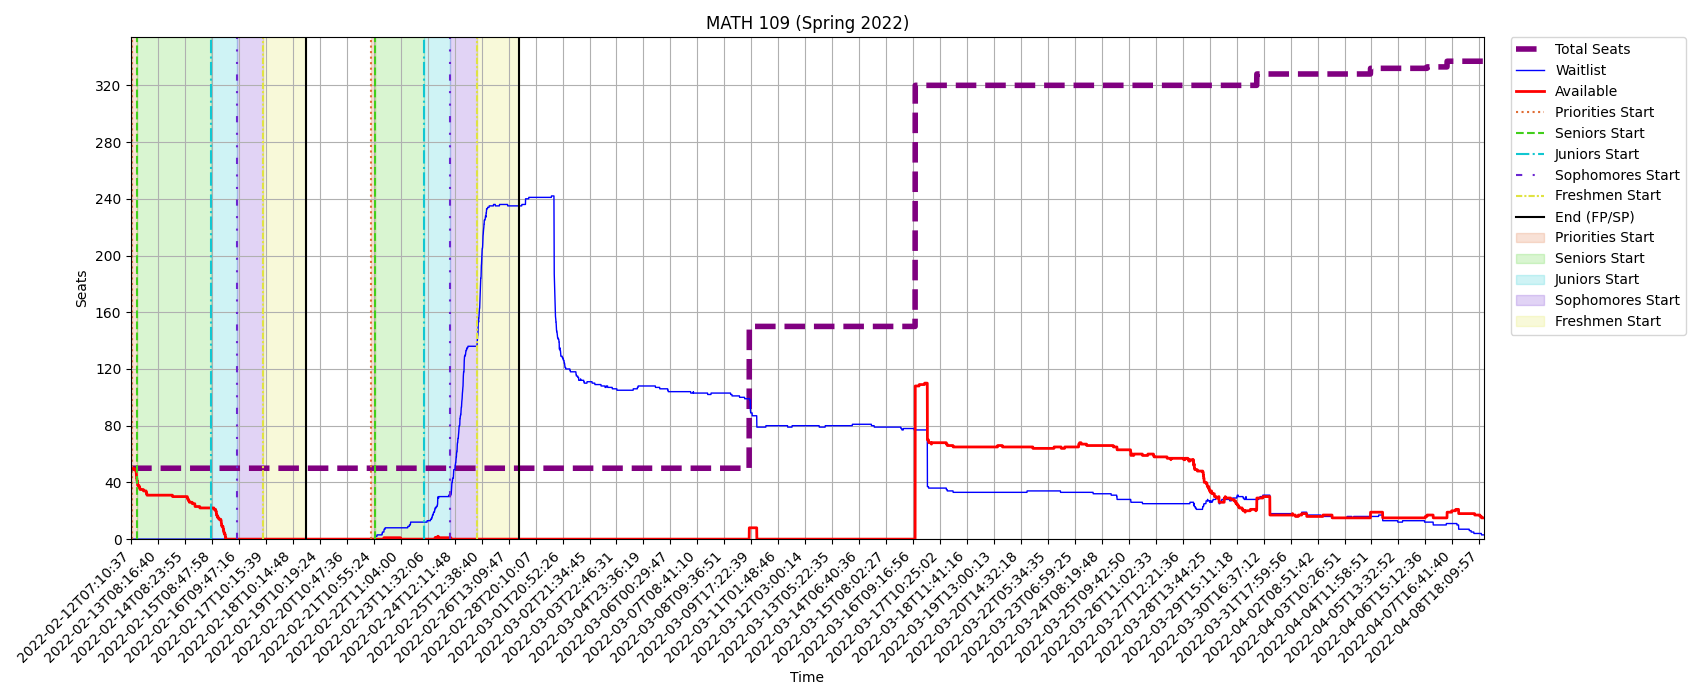 MATH 109 (Spring 2022)
Seats
320
280
240
200
160
120
80
40
0
2022-02-12T07:10:37
2022-02-13T08:16:40
2022-02-14T08:23:55
2022-02-15T08:47:58
2022-02-16T09:47:16
2022-02-17T10:15:39
2022-02-18T10:14:48
2022-02-19T10:19:24
2022-02-20T10:47:36
2022-02-21T10:55:24
2022-02-22T11:04:00
2022-02-23T11:32:06
2022-02-24T12:11:48
2022-02-25T12:38:40
2022-02-26T13:09:47
2022-02-28T20:10:07
2022-03-01T20:52:26
2022-03-02T21:34:45
2022-03-03T22:46:31
2022-03-04T23:36:19
2022-03-06T00:29:47
2022-03-07T08:41:10
2022-03-08T09:36:51
2022-03-09T17:22:39
2022-03-11T01:48:46
2022-03-12T03:00:14
2022-03-13T05:22:35
2022-03-14T06:40:36
2022-03-15T08:02:27
2022-03-16T09:16:56
2022-03-17T10:25:02
2022-03-18T11:41:16
2022-03-19T13:00:13
2022-03-20T14:32:18
2022-03-22T05:34:35
2022-03-23T06:59:25
2022-03-24T08:19:48
2022-03-25T09:42:50
2022-03-26T11:02:33
2022-03-27T12:21:36
2022-03-28T13:44:25
2022-03-29T15:11:18
2022-03-30T16:37:12
2022-03-31T17:59:56
2022-04-02T08:51:42
2022-04-03T10:26:51
2022-04-04T11:58:51
2022-04-05T13:32:52
2022-04-06T15:12:36
2022-04-07T16:41:40
2022-04-08T18:09:57
Time
Total Seats
Waitlist
Available
Priorities Start
Seniors Start
Juniors Start
Sophomores Start
Freshmen Start
End (FP/SP)
Priorities Start
Seniors Start
Juniors Start
Sophomores Start
Freshmen Start